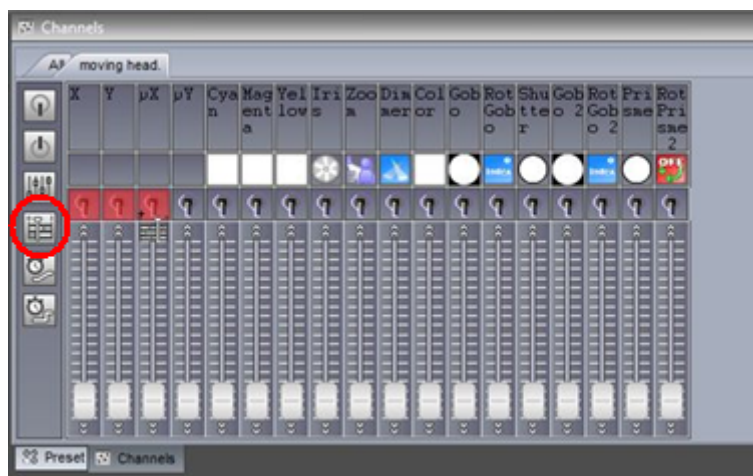 Channels
All moving head.
X Y µX µY Cya Mag Yel Iri Zoo Dim Col Gob Rot Shu Gob Rot Pri Rot
n ent low s m mer or o Gob tte o 2 Gob sme Pri
a o r o 2 sme
2
OFF
Preset Channels